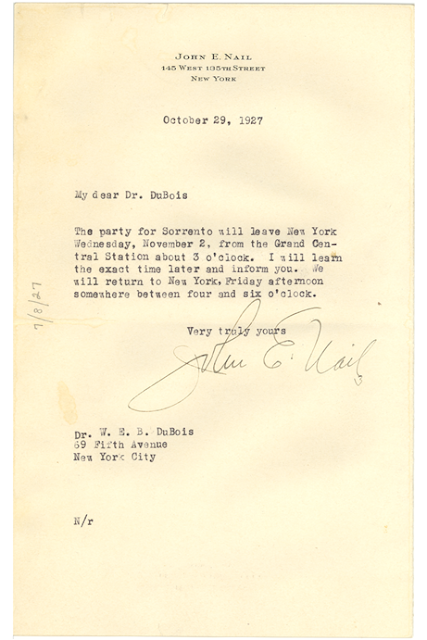 John E. Nail
145 West 135th Street
New York
October 29, 1927
My dear Dr. DuBois
The party for Sorrento will leave New York
Wednesday, November 2, from the Grand Cen-
tral Station about 3 o'clock. I will learn
the exact time later and inform you. We
will return to New York, Friday afternoon
somewhere between four and six o'clock.
Very truly yours
John E. Nail
Dr. W. E. B. DuBois
69 Fifth Avenue
New York City
N/r
7/8/27